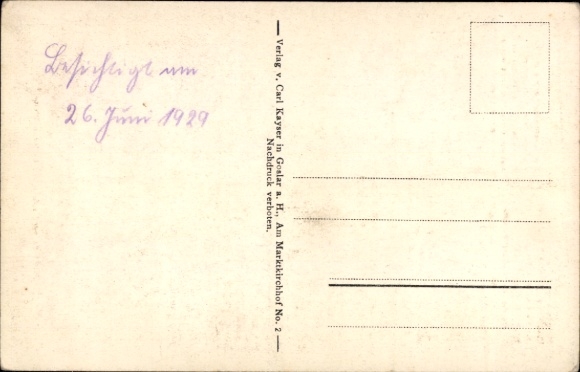 Besichtigt am
26. Juni 1929
— Verlag v. Carl Kayser in Goslar a. H., Am Marktkirchhof No. 2 —
Nachdruck verboten.